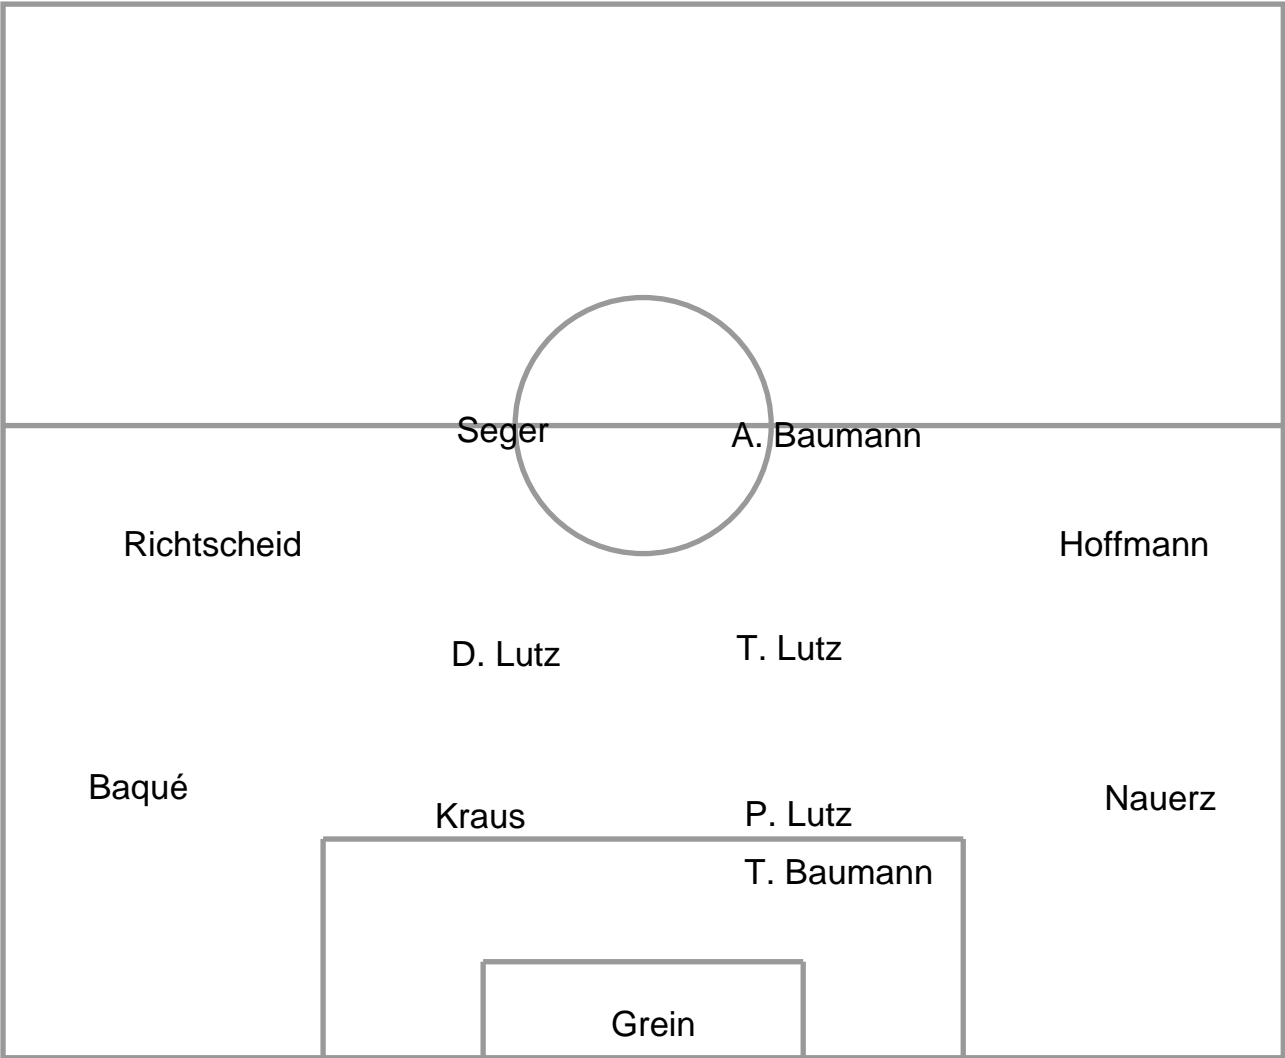 Seger
A. Baumann
Richtscheid
Hoffmann
D. Lutz
T. Lutz
Baqué
Nauerz
Kraus
P. Lutz
T. Baumann
Grein